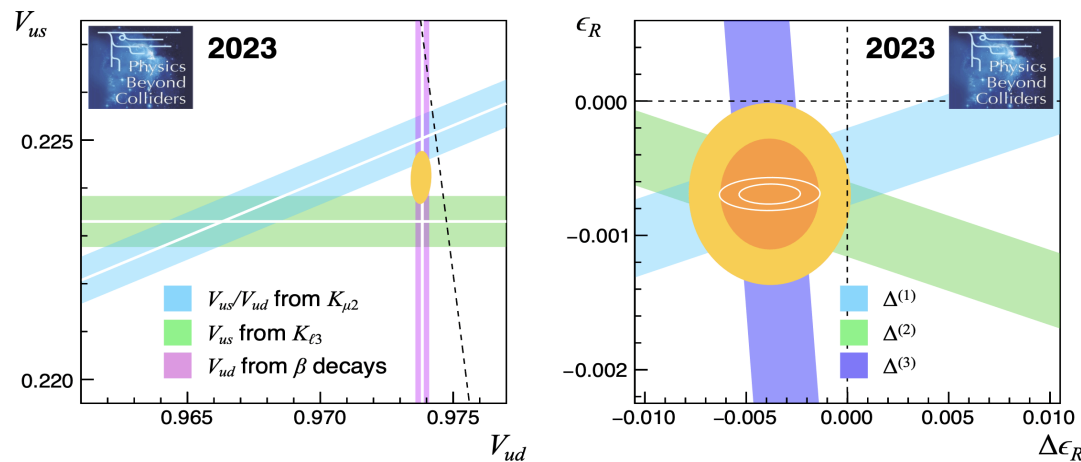 V_us
2023
Physics
Beyond
Colliders
0.225
0.220
V_us/V_ud from K_μ2
V_us from K_ℓ3
V_ud from β decays
0.965
0.970
0.975
V_ud
ϵ_R
2023
Physics
Beyond
Colliders
0.000
−0.001
−0.002
Δ^(1)
Δ^(2)
Δ^(3)
−0.010
−0.005
0.000
0.005
0.010
Δϵ_R